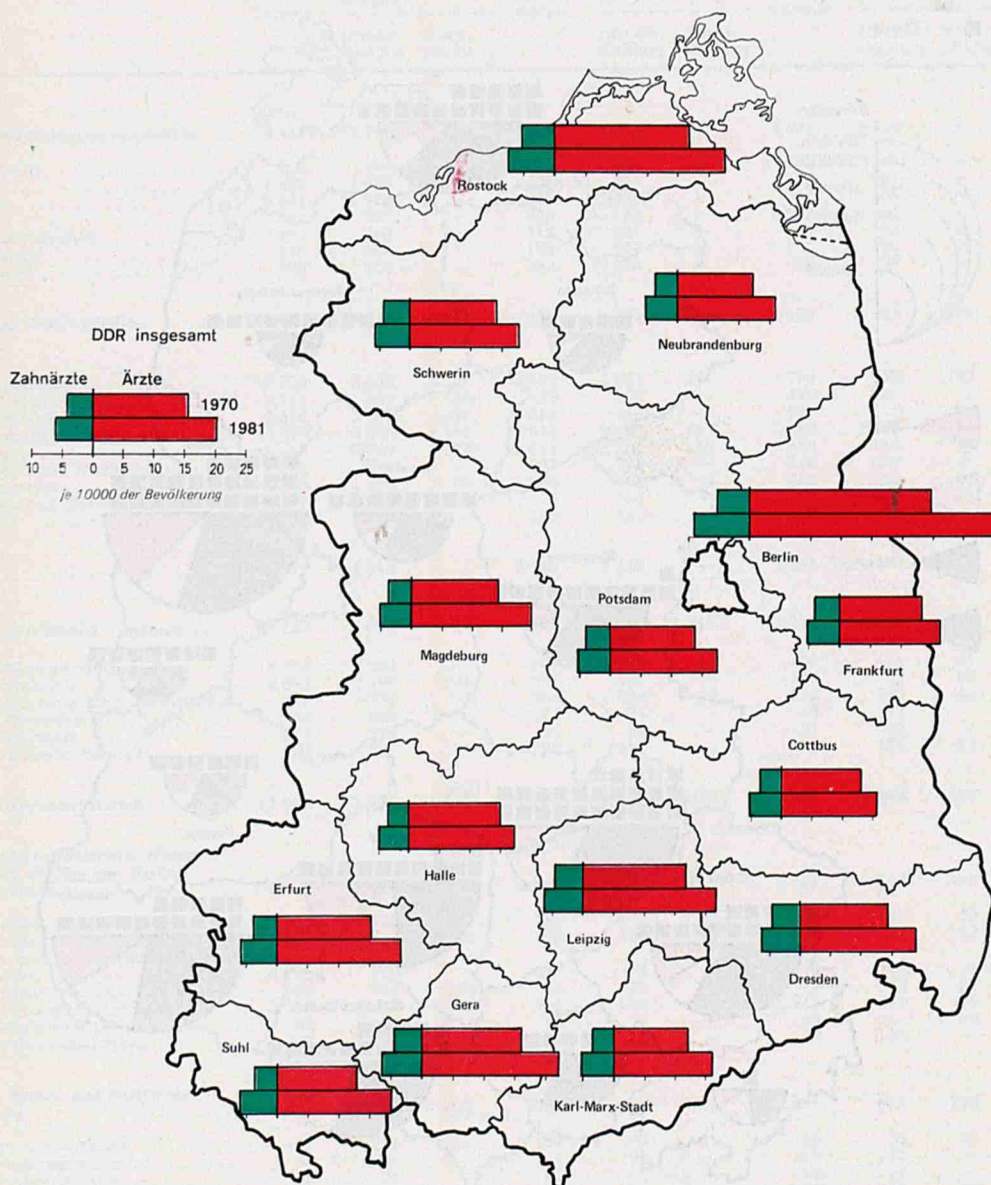 Rostock
Neubrandenburg
Schwerin
DDR insgesamt
Zahnärzte Ärzte
1970
1981
10 5 0 5 10 15 20 25
je 10000 der Bevölkerung
Berlin
Potsdam
Magdeburg
Frankfurt
Cottbus
Halle
Erfurt
Leipzig
Dresden
Gera
Suhl
Karl-Marx-Stadt